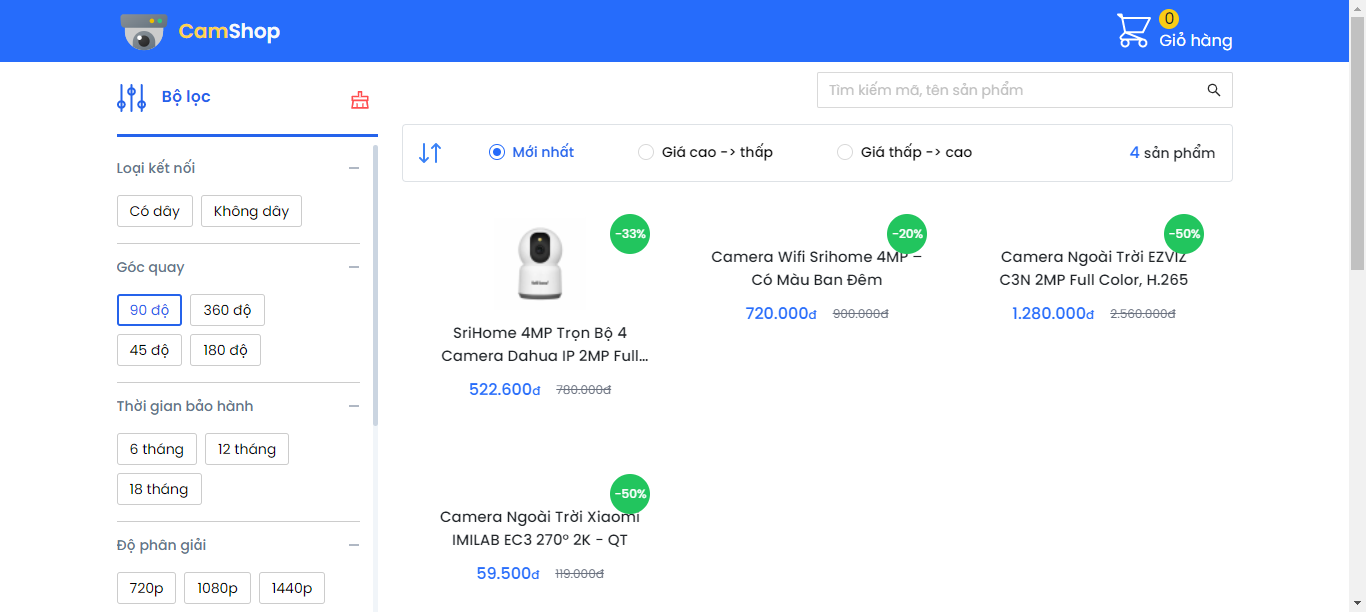 CamShop
0
Giỏ hàng
Bộ lọc
Tìm kiếm mã, tên sản phẩm
Mới nhất
Giá cao -> thấp
Giá thấp -> cao
4 sản phẩm
Loại kết nối
Có dây
Không dây
Góc quay
90 độ
360 độ
45 độ
180 độ
Thời gian bảo hành
6 tháng
12 tháng
18 tháng
Độ phân giải
720p
1080p
1440p
-33%
SriHome 4MP Trọn Bộ 4
Camera Dahua IP 2MP Full...
522.600đ
780.000đ
-20%
Camera Wifi Srihome 4MP –
Có Màu Ban Đêm
720.000đ
900.000đ
-50%
Camera Ngoài Trời EZVIZ
C3N 2MP Full Color, H.265
1.280.000đ
2.560.000đ
-50%
Camera Ngoài Trời Xiaomi
IMILAB EC3 270° 2K - QT
59.500đ
119.000đ